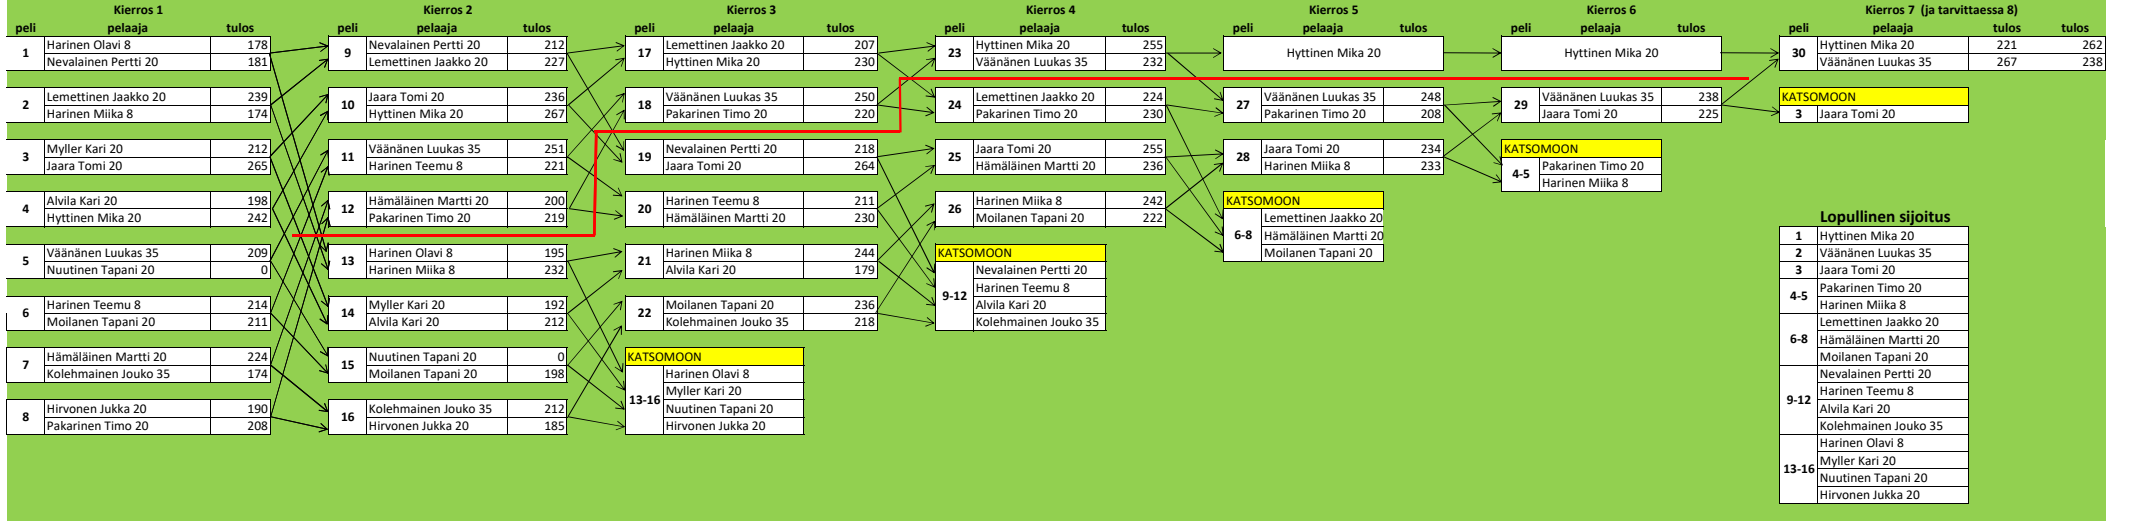 Kierros 1 Kierros 2 Kierros 3 Kierros 4 Kierros 5 Kierros 6 Kierros 7 (ja tarvittaessa 8)
peli pelaaja tulos peli pelaaja tulos peli pelaaja tulos peli pelaaja tulos peli pelaaja tulos peli pelaaja tulos peli pelaaja tulos tulos
1
Harinen Olavi 8 178
Nevalainen Pertti 20 181
2
Lemettinen Jaakko 20 239
Harinen Miika 8 174
3
Myller Kari 20 212
Jaara Tomi 20 265
4
Alvila Kari 20 198
Hyttinen Mika 20 242
5
Väänänen Luukas 35 209
Nuutinen Tapani 20 0
6
Harinen Teemu 8 214
Moilanen Tapani 20 211
7
Hämäläinen Martti 20 224
Kolehmainen Jouko 35 174
8
Hirvonen Jukka 20 190
Pakarinen Timo 20 208
9
Nevalainen Pertti 20 212
Lemettinen Jaakko 20 227
10
Jaara Tomi 20 236
Hyttinen Mika 20 267
11
Väänänen Luukas 35 251
Harinen Teemu 8 221
12
Hämäläinen Martti 20 200
Pakarinen Timo 20 219
13
Harinen Olavi 8 195
Harinen Miika 8 232
14
Myller Kari 20 192
Alvila Kari 20 212
15
Nuutinen Tapani 20 0
Moilanen Tapani 20 198
16
Kolehmainen Jouko 35 212
Hirvonen Jukka 20 185
17
Lemettinen Jaakko 20 207
Hyttinen Mika 20 230
18
Väänänen Luukas 35 250
Pakarinen Timo 20 220
19
Nevalainen Pertti 20 218
Jaara Tomi 20 264
20
Harinen Teemu 8 211
Hämäläinen Martti 20 230
21
Harinen Miika 8 244
Alvila Kari 20 179
22
Moilanen Tapani 20 236
Kolehmainen Jouko 35 218
KATSOMOON
13-16
Harinen Olavi 8
Myller Kari 20
Nuutinen Tapani 20
Hirvonen Jukka 20
23
Hyttinen Mika 20 255
Väänänen Luukas 35 232
24
Lemettinen Jaakko 20 224
Pakarinen Timo 20 230
25
Jaara Tomi 20 255
Hämäläinen Martti 20 236
26
Harinen Miika 8 242
Moilanen Tapani 20 222
KATSOMOON
9-12
Nevalainen Pertti 20
Harinen Teemu 8
Alvila Kari 20
Kolehmainen Jouko 35
Hyttinen Mika 20
27
Väänänen Luukas 35 248
Pakarinen Timo 20 208
28
Jaara Tomi 20 234
Harinen Miika 8 233
KATSOMOON
6-8
Lemettinen Jaakko 20
Hämäläinen Martti 20
Moilanen Tapani 20
Hyttinen Mika 20
29
Väänänen Luukas 35 238
Jaara Tomi 20 225
KATSOMOON
4-5
Pakarinen Timo 20
Harinen Miika 8
30
Hyttinen Mika 20 221 262
Väänänen Luukas 35 267 238
KATSOMOON
3 Jaara Tomi 20
Lopullinen sijoitus
1 Hyttinen Mika 20
2 Väänänen Luukas 35
3 Jaara Tomi 20
4-5
Pakarinen Timo 20
Harinen Miika 8
6-8
Lemettinen Jaakko 20
Hämäläinen Martti 20
Moilanen Tapani 20
9-12
Nevalainen Pertti 20
Harinen Teemu 8
Alvila Kari 20
Kolehmainen Jouko 35
13-16
Harinen Olavi 8
Myller Kari 20
Nuutinen Tapani 20
Hirvonen Jukka 20